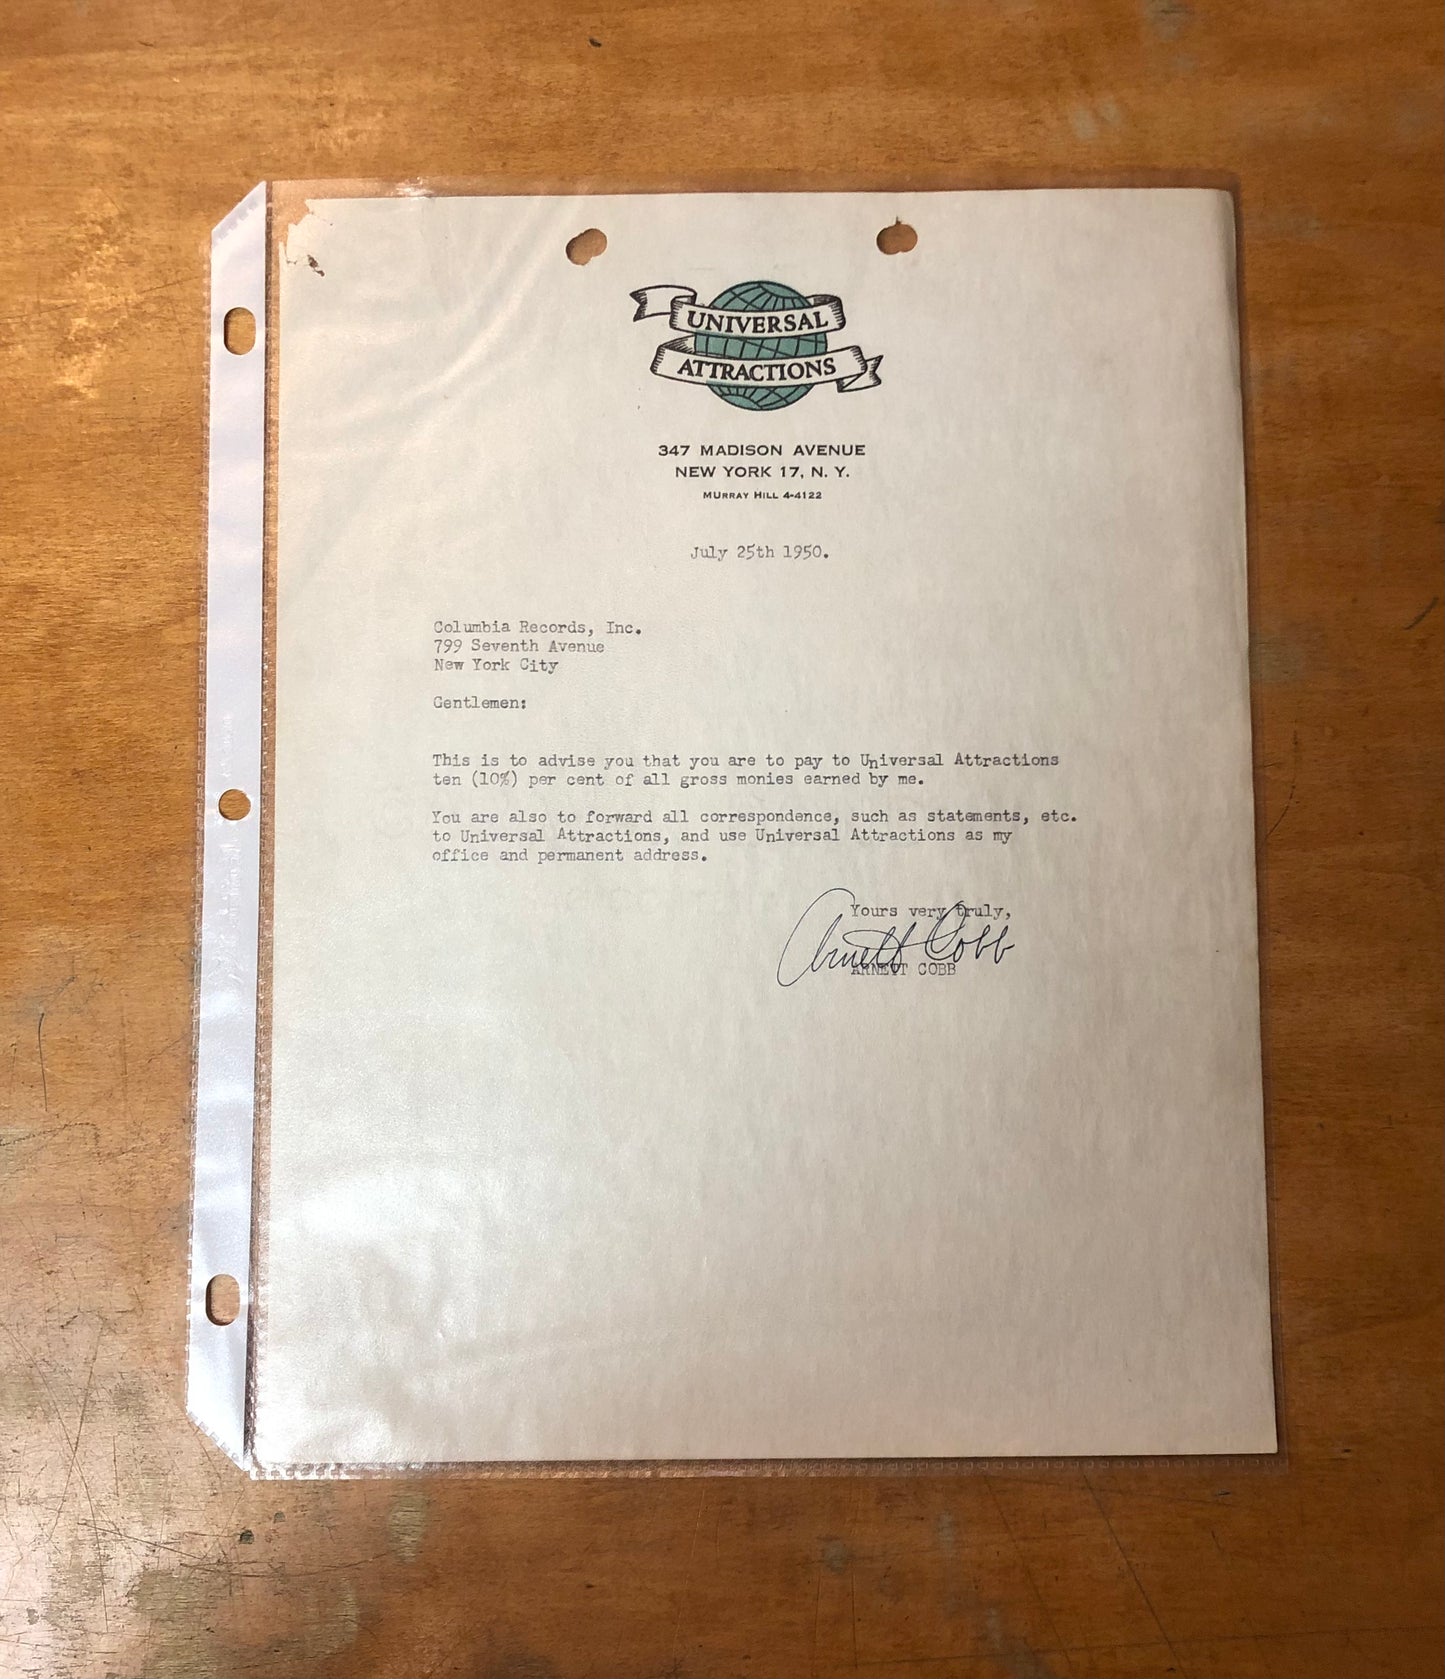 UNIVERSAL
ATTRACTIONS
347 MADISON AVENUE
NEW YORK 17, N. Y.
MURRAY HILL 4-4122
July 25th 1950.
Columbia Records, Inc.
799 Seventh Avenue
New York City
Gentlemen:
This is to advise you that you are to pay to Universal Attractions
ten (10%) per cent of all gross monies earned by me.
You are also to forward all correspondence, such as statements, etc.
to Universal Attractions, and use Universal Attractions as my
office and permanent address.
Yours very truly,
Arnett Cobb
ARNETT COBB